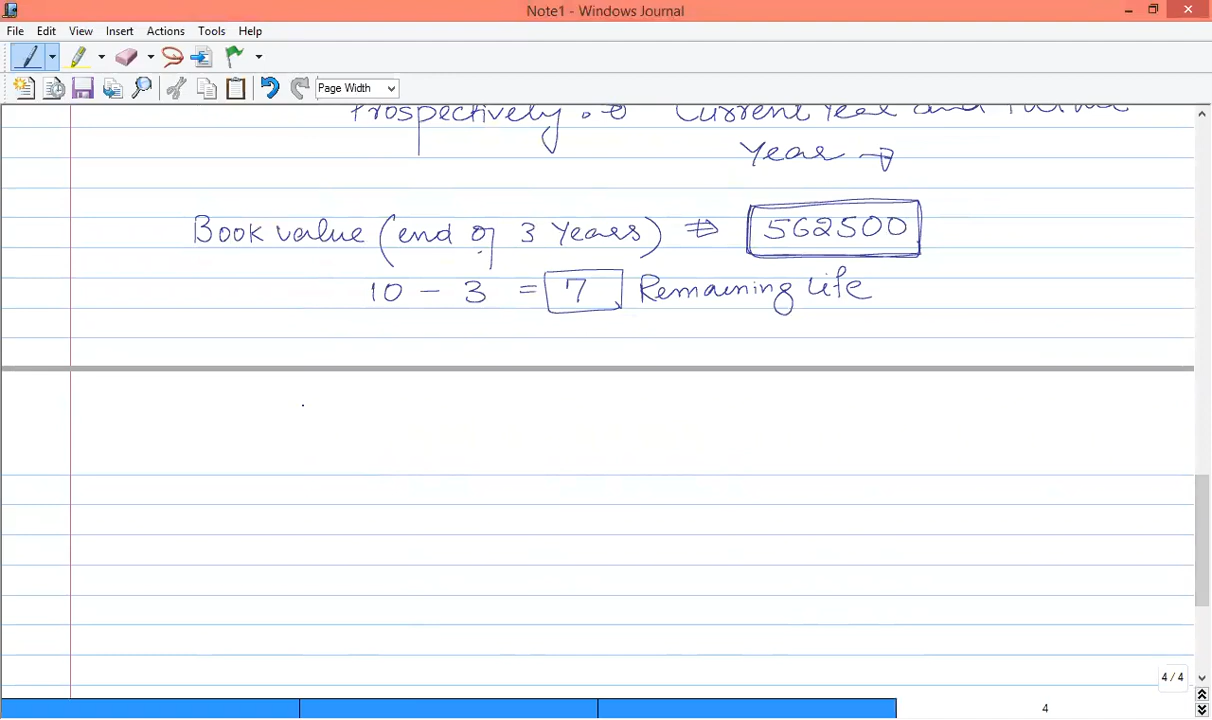 Note1 - Windows Journal
File Edit View Insert Actions Tools Help
Page Width
Prospectively. Current Year and
Year →
Book value (end of 3 Years) ⇒ 562500
10 - 3 = 7 Remaining Life
4 / 4
4